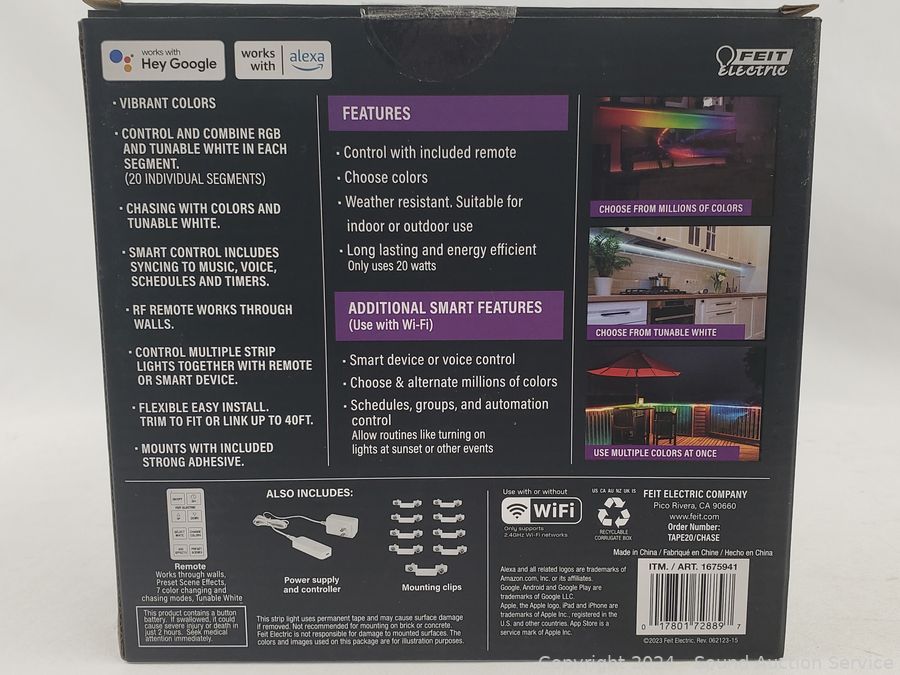 works with
Hey Google
works
with
alexa
FEIT
electric
· VIBRANT COLORS
· CONTROL AND COMBINE RGB
AND TUNABLE WHITE IN EACH
SEGMENT.
(20 INDIVIDUAL SEGMENTS)
· CHASING WITH COLORS AND
TUNABLE WHITE.
· SMART CONTROL INCLUDES
SYNCING TO MUSIC, VOICE,
SCHEDULES AND TIMERS.
· RF REMOTE WORKS THROUGH
WALLS.
· CONTROL MULTIPLE STRIP
LIGHTS TOGETHER WITH REMOTE
OR SMART DEVICE.
· FLEXIBLE EASY INSTALL.
TRIM TO FIT OR LINK UP TO 40FT.
· MOUNTS WITH INCLUDED
STRONG ADHESIVE.
FEATURES
· Control with included remote
· Choose colors
· Weather resistant. Suitable for
indoor or outdoor use
· Long lasting and energy efficient
Only uses 20 watts
ADDITIONAL SMART FEATURES
(Use with Wi-Fi)
· Smart device or voice control
· Choose & alternate millions of colors
· Schedules, groups, and automation
control
Allow routines like turning on
lights at sunset or other events
CHOOSE FROM MILLIONS OF COLORS
CHOOSE FROM TUNABLE WHITE
USE MULTIPLE COLORS AT ONCE
Remote
Works through walls,
Preset Scene Effects,
7 color changing and
chasing modes, Tunable White
This product contains a button
battery. If swallowed, it could
cause severe injury or death in
just 2 hours. Seek medical
attention immediately.
ALSO INCLUDES:
Power supply
and controller
Mounting clips
This strip light uses permanent tape and may cause surface damage
if removed. Not recommended for mounting on brick or concrete.
Feit Electric is not responsible for damage to mounted surfaces. The
colors and images used on this package are for illustration purposes.
Use with or without
WiFi
Only supports
2.4GHz Wi-Fi networks
US CA AU NZ UK IS
RECYCLABLE
CORRUGATE BOX
FEIT ELECTRIC COMPANY
Pico Rivera, CA 90660
www.feit.com
Order Number:
TAPE20/CHASE
Made in China / Fabriqué en Chine / Hecho en China
Alexa and all related logos are trademarks of
Amazon.com, Inc. or its affiliates.
Google, Android and Google Play are
trademarks of Google LLC.
Apple, the Apple logo, iPad and iPhone are
trademarks of Apple Inc., registered in the
U.S. and other countries. App Store is a
service mark of Apple Inc.
ITM. / ART. 1675941
0 17801 72889 7
©2023 Feit Electric, Rev. 062123-15
Copyright 2024 - Sound Auction Service